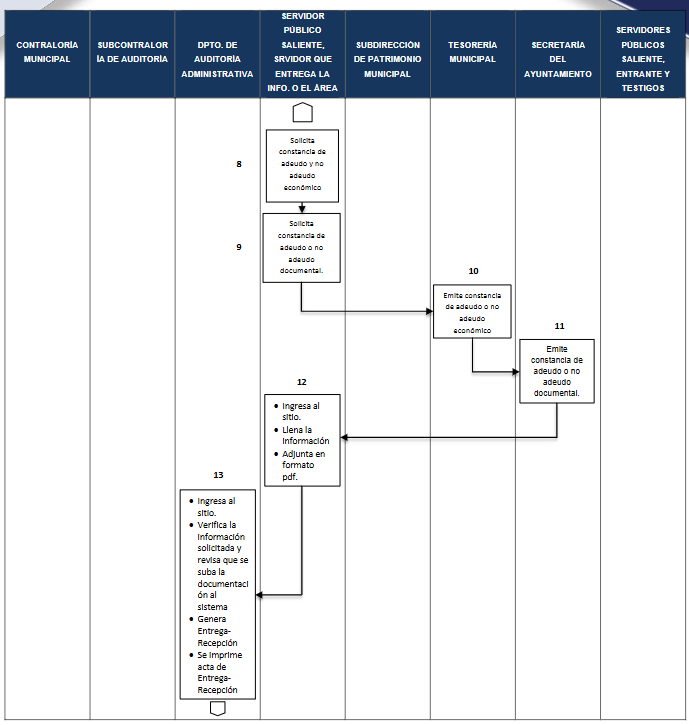 CONTRALORÍA
MUNICIPAL
SUBCONTRALOR
ÍA DE AUDITORÍA
DPTO. DE
AUDITORÍA
ADMINISTRATIVA
SERVIDOR
PÚBLICO
SALIENTE,
SRVIDOR QUE
ENTREGA LA
INFO. O EL ÁREA
SUBDIRECCIÓN
DE PATRIMONIO
MUNICIPAL
TESORERÍA
MUNICIPAL
SECRETARÍA
DEL
AYUNTAMIENTO
SERVIDORES
PÚBLICOS
SALIENTE,
ENTRANTE Y
TESTIGOS
8
Solicita
constancia de
adeudo y no
adeudo
económico
9
Solicita
constancia de
adeudo o no
adeudo
documental.
10
Emite constancia
de adeudo o no
adeudo
económico
11
Emite
constancia de
adeudo o no
adeudo
documental.
12
• Ingresa al
sitio.
• Llena la
información
• Adjunta en
formato
pdf.
13
• Ingresa al
sitio.
• Verifica la
información
solicitada y
revisa que se
suba la
documentaci
ón al
sistema
• Genera
Entrega-
Recepción
• Se imprime
acta de
Entrega-
Recepción